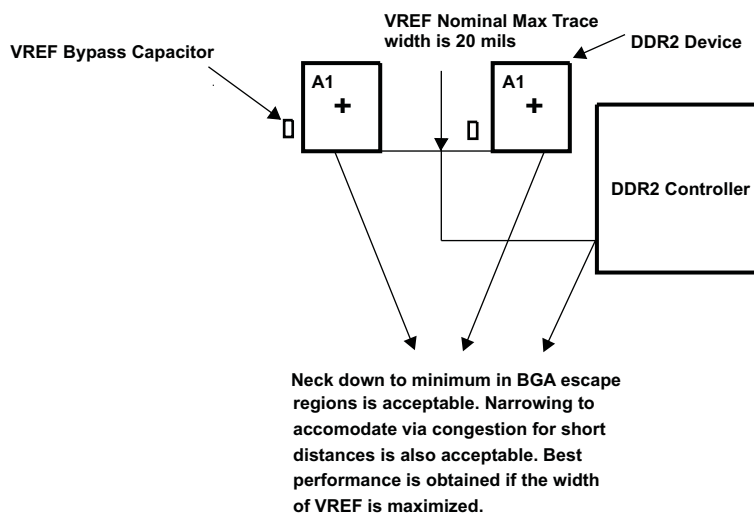 VREF Nominal Max Trace
width is 20 mils
VREF Bypass Capacitor
DDR2 Device
A1
+
A1
+
DDR2 Controller
Neck down to minimum in BGA escape
regions is acceptable. Narrowing to
accomodate via congestion for short
distances is also acceptable. Best
performance is obtained if the width
of VREF is maximized.